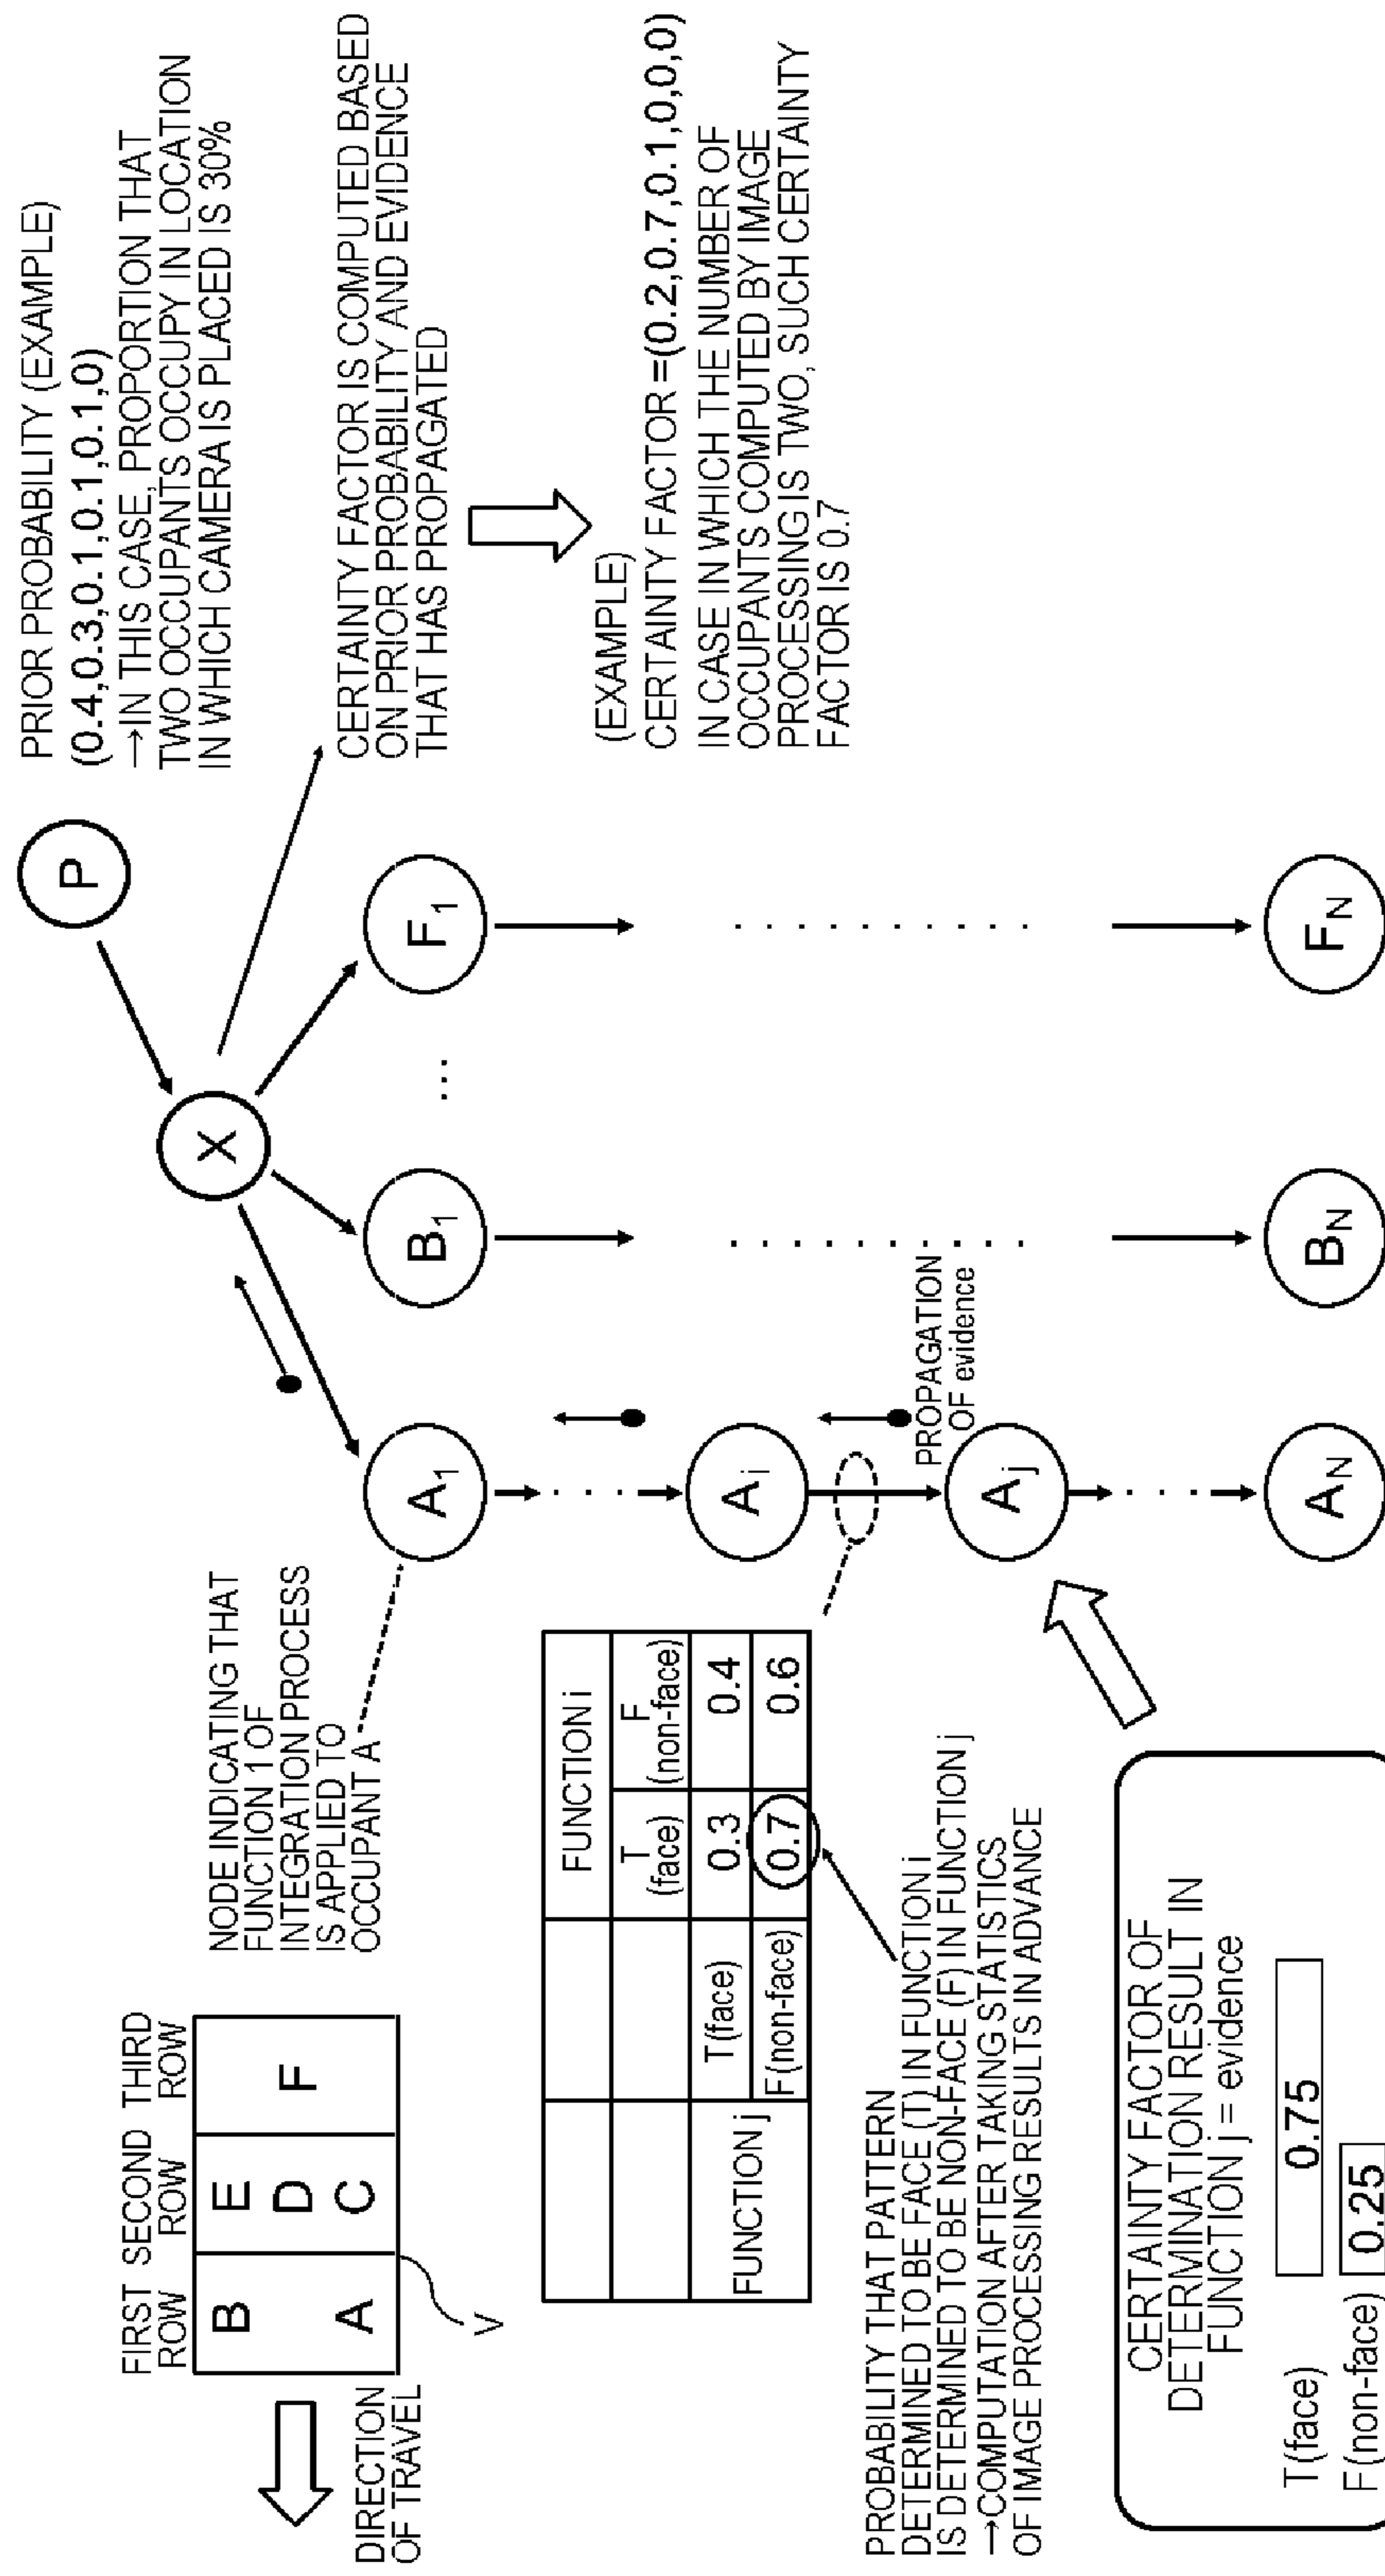 FIRST ROW
SECOND ROW
THIRD ROW
B
E
D
F
A
C
V
DIRECTION
OF TRAVEL
NODE INDICATING THAT
FUNCTION 1 OF
INTEGRATION PROCESS
IS APPLIED TO
OCCUPANT A
P
X
A1
B1
...
F1
Ai
Aj
AN
BN
FN
PROPAGATION
OF evidence
PRIOR PROBABILITY (EXAMPLE)
(0.4,0.3,0.1,0.1,0.1,0)
→IN THIS CASE, PROPORTION THAT
TWO OCCUPANTS OCCUPY IN LOCATION
IN WHICH CAMERA IS PLACED IS 30%
CERTAINTY FACTOR IS COMPUTED BASED
ON PRIOR PROBABILITY AND EVIDENCE
THAT HAS PROPAGATED
(EXAMPLE)
CERTAINTY FACTOR =(0.2,0.7,0.1,0,0,0)
IN CASE IN WHICH THE NUMBER OF
OCCUPANTS COMPUTED BY IMAGE
PROCESSING IS TWO, SUCH CERTAINTY
FACTOR IS 0.7
FUNCTION i
T
(face)
F
(non-face)
FUNCTION j
T(face)
0.3
0.4
F(non-face)
0.7
0.6
PROBABILITY THAT PATTERN
DETERMINED TO BE FACE (T) IN FUNCTION i
IS DETERMINED TO BE NON-FACE (F) IN FUNCTION j
→COMPUTATION AFTER TAKING STATISTICS
OF IMAGE PROCESSING RESULTS IN ADVANCE
CERTAINTY FACTOR OF
DETERMINATION RESULT IN
FUNCTION j = evidence
T(face)
0.75
F(non-face)
0.25